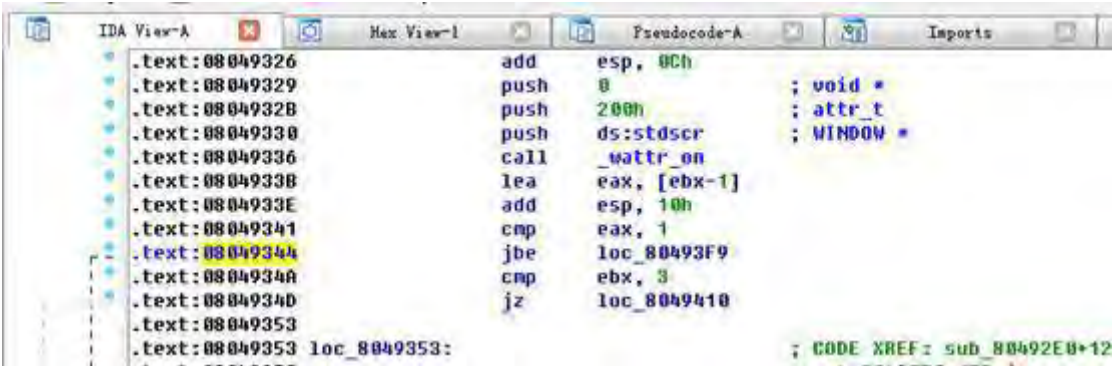 IDA View-A Hex View-1 Pseudocode-A Imports
.text:08049326 add esp, 0Ch
.text:08049329 push 0 ; void *
.text:0804932B push 200h ; attr_t
.text:08049330 push ds:stdscr ; WINDOW *
.text:08049336 call _wattr_on
.text:0804933B lea eax, [ebx-1]
.text:0804933E add esp, 10h
.text:08049341 cmp eax, 1
.text:08049344 jbe loc_80493F9
.text:0804934A cmp ebx, 3
.text:0804934D jz loc_8049410
.text:08049353
.text:08049353 loc_8049353: ; CODE XREF: sub_80492E0+12